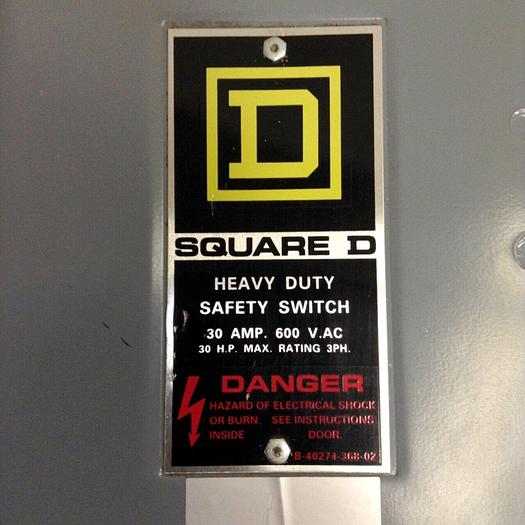 D
SQUARE D
HEAVY DUTY
SAFETY SWITCH
30 AMP. 600 V.AC
30 H.P. MAX. RATING 3PH.
DANGER
HAZARD OF ELECTRICAL SHOCK
OR BURN. SEE INSTRUCTIONS
INSIDE DOOR.
B-40274-368-02